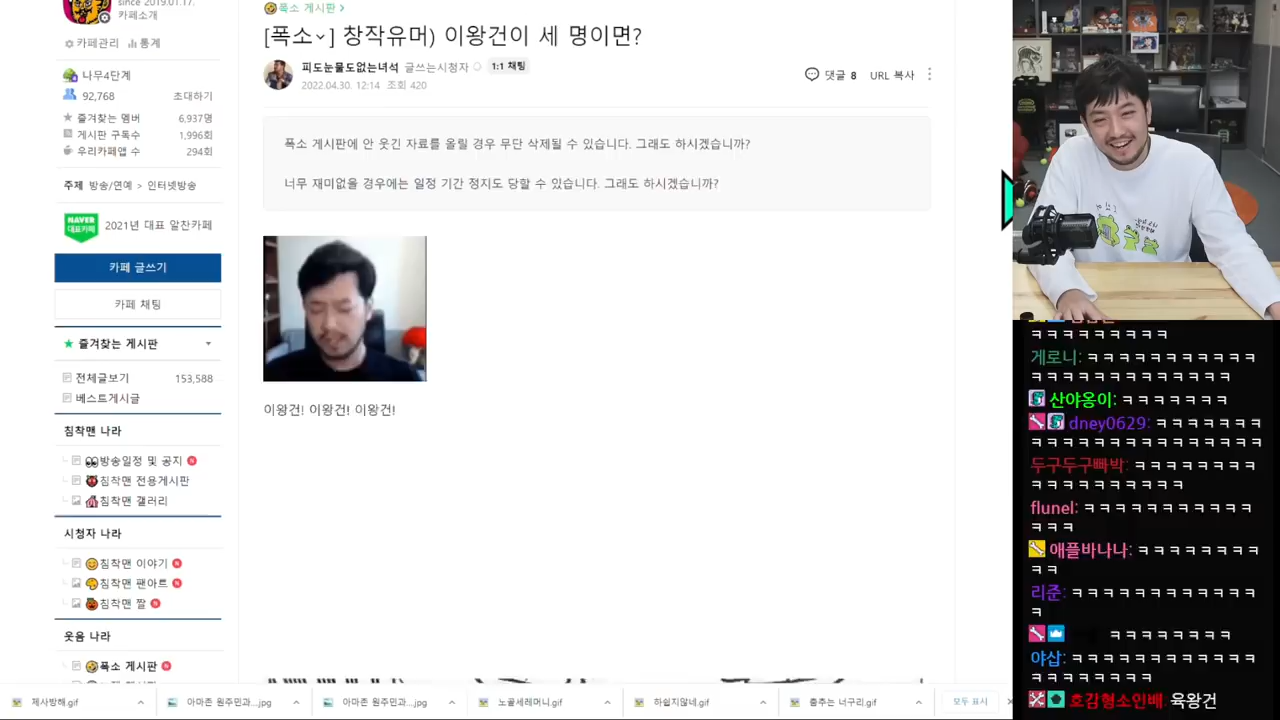 since 2019.01.17.
카페소개
카페관리 통계
나무4단계
92,768 초대하기
즐겨찾는 멤버 6,937명
게시판 구독수 1,996회
우리카페앱 수 294회
주제 방송/연예 > 인터넷방송
NAVER
대표카페
2021년 대표 알찬카페
카페 글쓰기
카페 채팅
즐겨찾는 게시판
전체글보기 153,588
베스트게시글
침착맨 나라
방송일정 및 공지 N
침착맨 전용게시판
침착맨 갤러리
시청자 나라
침착맨 이야기 N
침착맨 팬아트 N
침착맨 짤 N
웃음 나라
폭소 게시판 N
폭소 게시판 >
[폭소~] 창작유머) 이왕건이 세 명이면?
피도눈물도없는녀석 글쓰는시청자 1:1 채팅
2022.04.30. 12:14 조회 420
댓글 8 URL 복사
폭소 게시판에 안 웃긴 자료를 올릴 경우 무단 삭제될 수 있습니다. 그래도 하시겠습니까?
너무 재미없을 경우에는 일정 기간 정지도 당할 수 있습니다. 그래도 하시겠습니까?
이왕건! 이왕건! 이왕건!
ㅋㅋㅋㅋㅋㅋㅋㅋㅋ
게로니: ㅋㅋㅋㅋㅋㅋㅋㅋㅋㅋㅋ
ㅋㅋㅋㅋㅋㅋㅋㅋㅋㅋㅋㅋㅋ
산야옹이: ㅋㅋㅋㅋㅋㅋㅋ
dney0629: ㅋㅋㅋㅋㅋㅋㅋ
ㅋㅋㅋㅋㅋㅋㅋㅋㅋㅋㅋㅋㅋㅋㅋ
두구두구빠박: ㅋㅋㅋㅋㅋㅋㅋㅋ
ㅋㅋㅋㅋㅋㅋㅋㅋㅋㅋ
flunel: ㅋㅋㅋㅋㅋㅋㅋㅋㅋㅋㅋ
ㅋㅋㅋ
애플바나나: ㅋㅋㅋㅋㅋㅋㅋㅋ
ㅋㅋ
리준: ㅋㅋㅋㅋㅋㅋㅋㅋㅋㅋㅋㅋ
ㅋ
ㅋㅋㅋㅋㅋㅋㅋㅋ
야삽: ㅋㅋㅋㅋㅋㅋㅋㅋㅋㅋㅋㅋ
ㅋㅋㅋㅋㅋㅋㅋㅋ
호감형소인배: 육왕건
제사방해.gif
아마존 원주민과....jpg
아마존 원주민과....jpg
노꼴세레머니.gif
하쉽지않네.gif
춤추는 너구리.gif
모두 표시